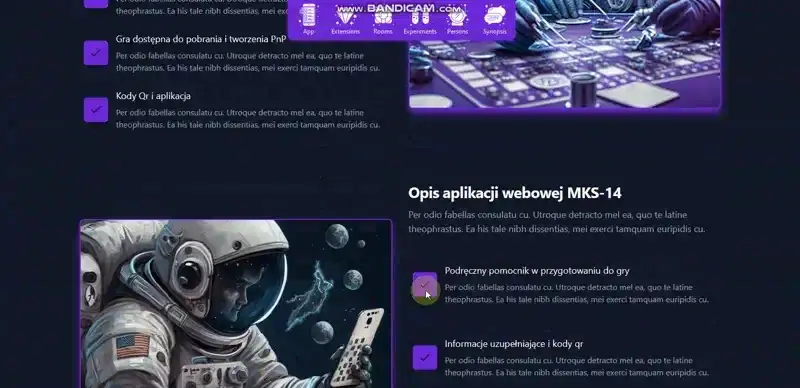 www.BANDICAM.com
App Extensions Rooms Experiments Persons Synopsis
theophrastus. Ea his tale nibh dissentias, mei exerci tamquam euripidis cu.
Gra dostępna do pobrania i tworzenia PnP
Per odio fabellas consulatu cu. Utroque detracto mel ea, quo te latine
theophrastus. Ea his tale nibh dissentias, mei exerci tamquam euripidis cu.
Kody Qr i aplikacja
Per odio fabellas consulatu cu. Utroque detracto mel ea, quo te latine
theophrastus. Ea his tale nibh dissentias, mei exerci tamquam euripidis cu.
Opis aplikacji webowej MKS-14
Per odio fabellas consulatu cu. Utroque detracto mel ea, quo te latine
theophrastus. Ea his tale nibh dissentias, mei exerci tamquam euripidis cu.
Podręczny pomocnik w przygotowaniu do gry
Per odio fabellas consulatu cu. Utroque detracto mel ea, quo te latine
theophrastus. Ea his tale nibh dissentias, mei exerci tamquam euripidis cu.
Informacje uzupełniające i kody qr
Per odio fabellas consulatu cu. Utroque detracto mel ea, quo te latine
theophrastus. Ea his tale nibh dissentias, mei exerci tamquam euripidis cu.